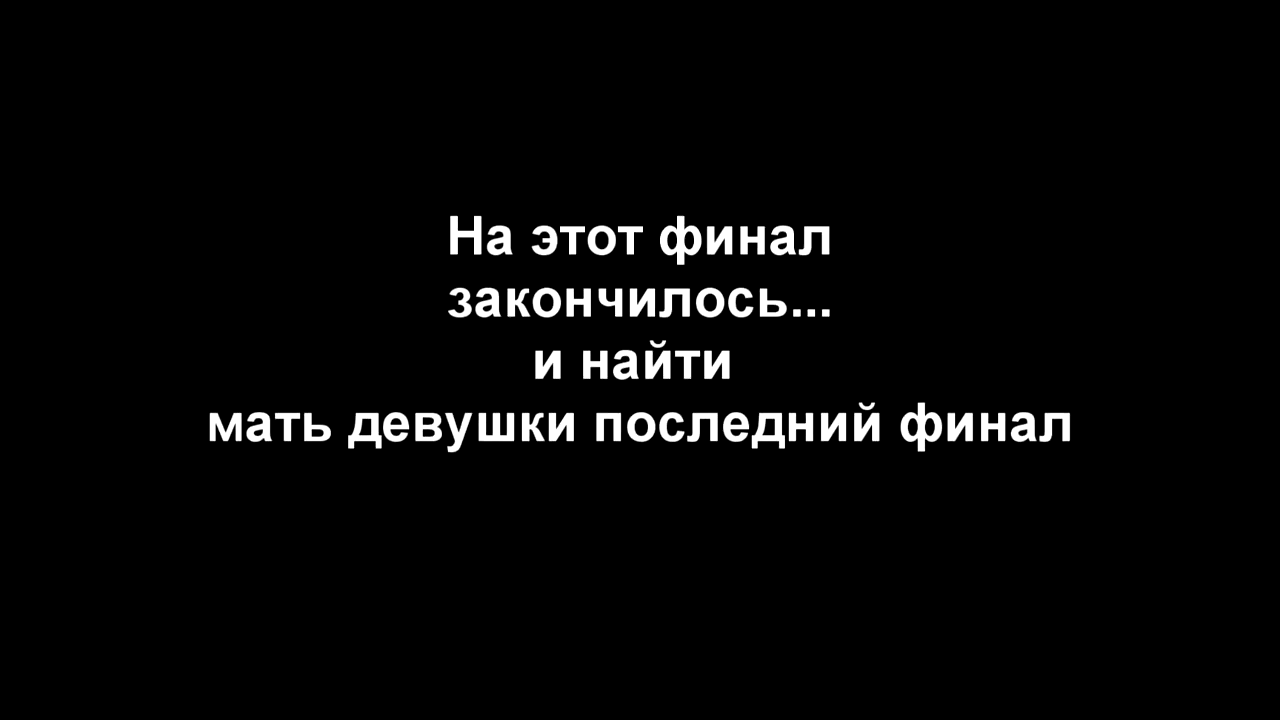 На этот финал
закончилось...
и найти
мать девушки последний финал